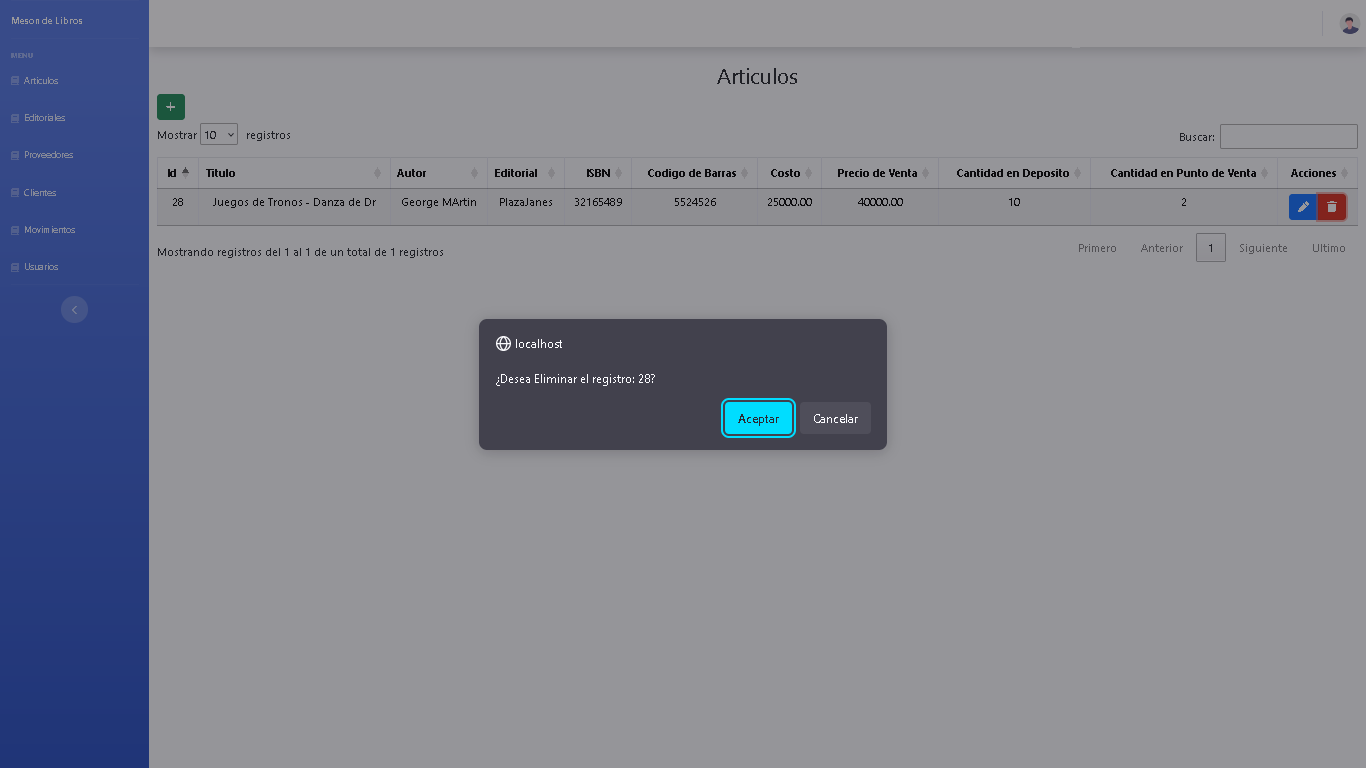 Meson de Libros
MENU
Articulos
Editoriales
Proveedores
Clientes
Movimientos
Usuarios
Articulos
+
Mostrar 10 registros
Buscar:
Id Titulo Autor Editorial ISBN Codigo de Barras Costo Precio de Venta Cantidad en Deposito Cantidad en Punto de Venta Acciones
28 Juegos de Tronos - Danza de Dr George MArtin PlazaJanes 32165489 5524526 25000.00 40000.00 10 2
Mostrando registros del 1 al 1 de un total de 1 registros
Primero Anterior 1 Siguiente Ultimo
localhost
¿Desea Eliminar el registro: 28?
Aceptar Cancelar